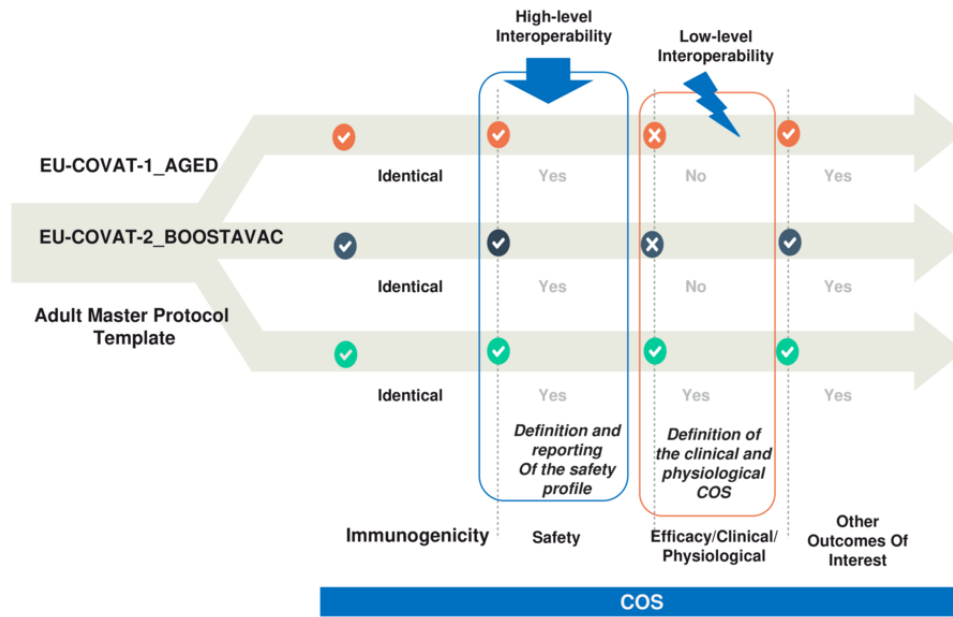 High-level
Interoperability
Low-level
Interoperability
EU-COVAT-1_AGED
Identical
Yes
No
Yes
EU-COVAT-2_BOOSTAVAC
Identical
Yes
No
Yes
Adult Master Protocol
Template
Identical
Yes
Yes
Yes
Definition and
reporting
Of the safety
profile
Definition of
the clinical and
physiological
COS
Immunogenicity
Safety
Efficacy/Clinical/
Physiological
Other
Outcomes Of
Interest
COS